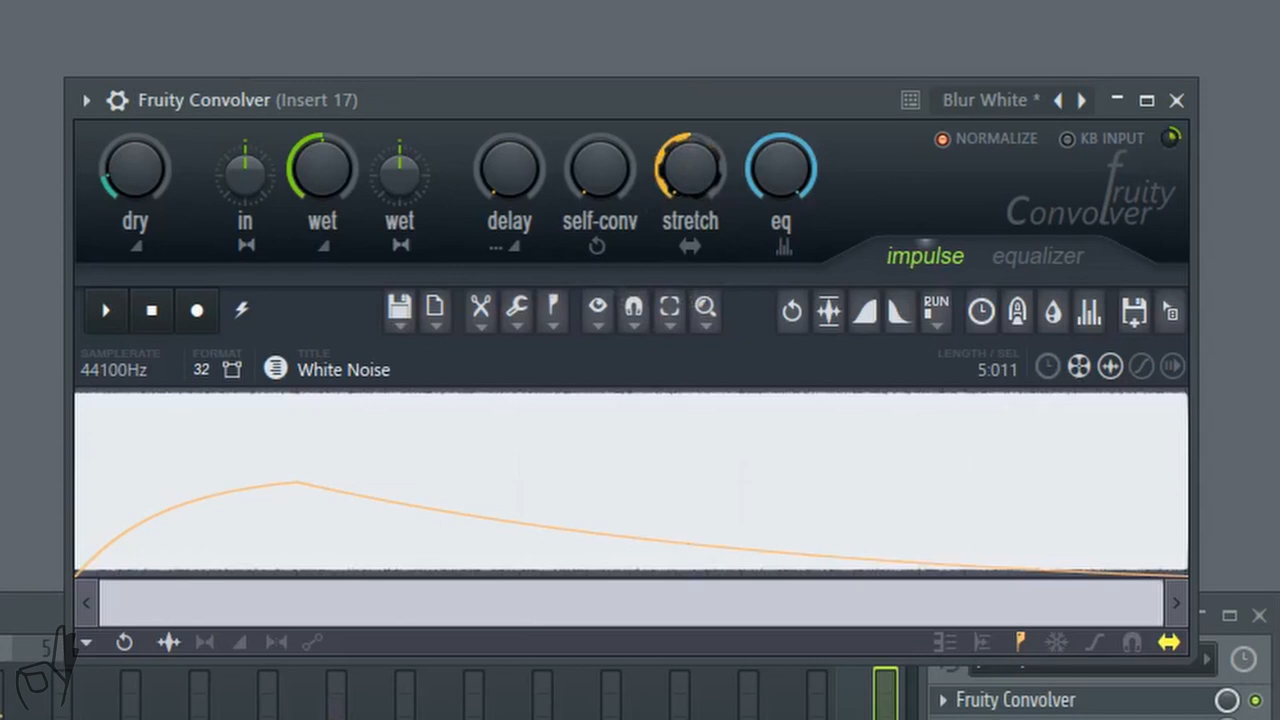 Fruity Convolver (Insert 17)
Blur White *
NORMALIZE
KB INPUT
dry
in
wet
wet
delay
self-conv
stretch
eq
fruity
Convolver
impulse
equalizer
RUN
SAMPLERATE
44100Hz
FORMAT
32
TITLE
White Noise
LENGTH / SEL
5:011
5
Fruity Convolver